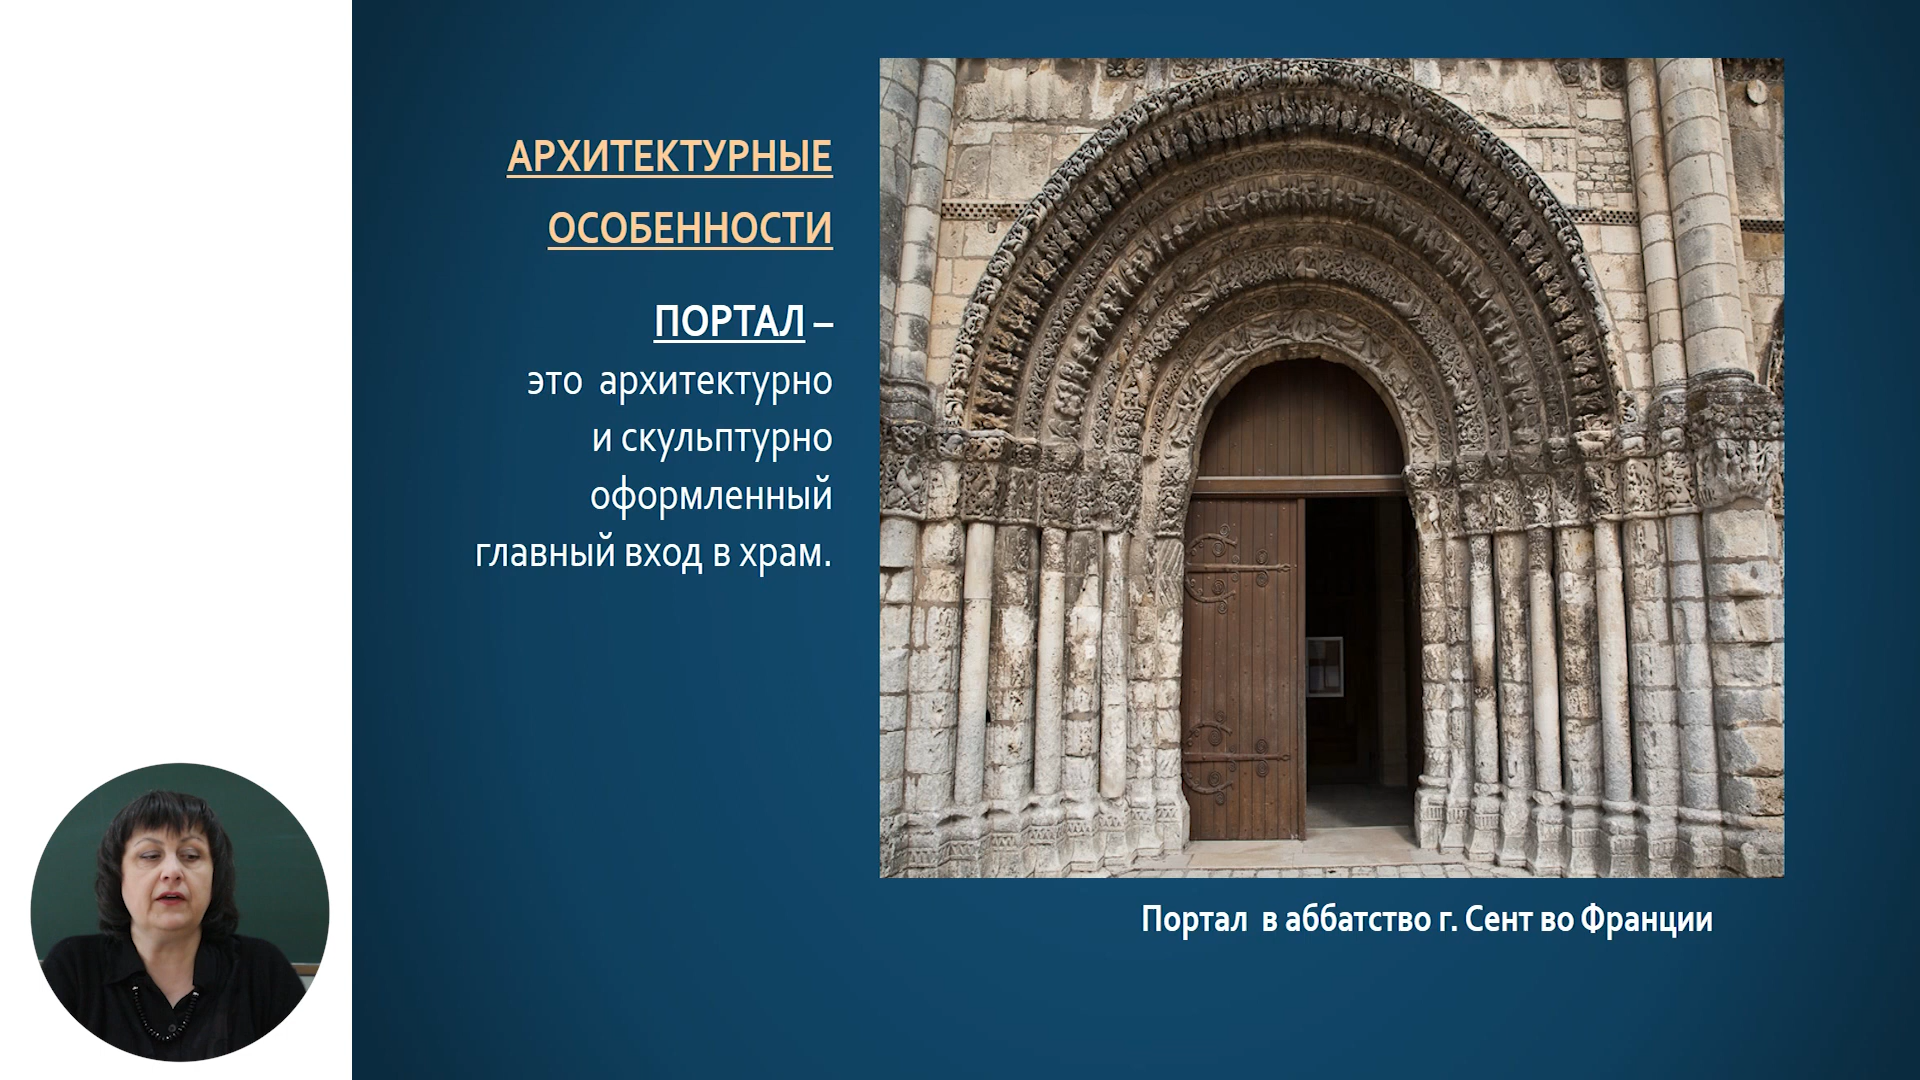 АРХИТЕКТУРНЫЕ
ОСОБЕННОСТИ
ПОРТАЛ –
это архитектурно
и скульптурно
оформленный
главный вход в храм.
Портал в аббатство г. Сент во Франции